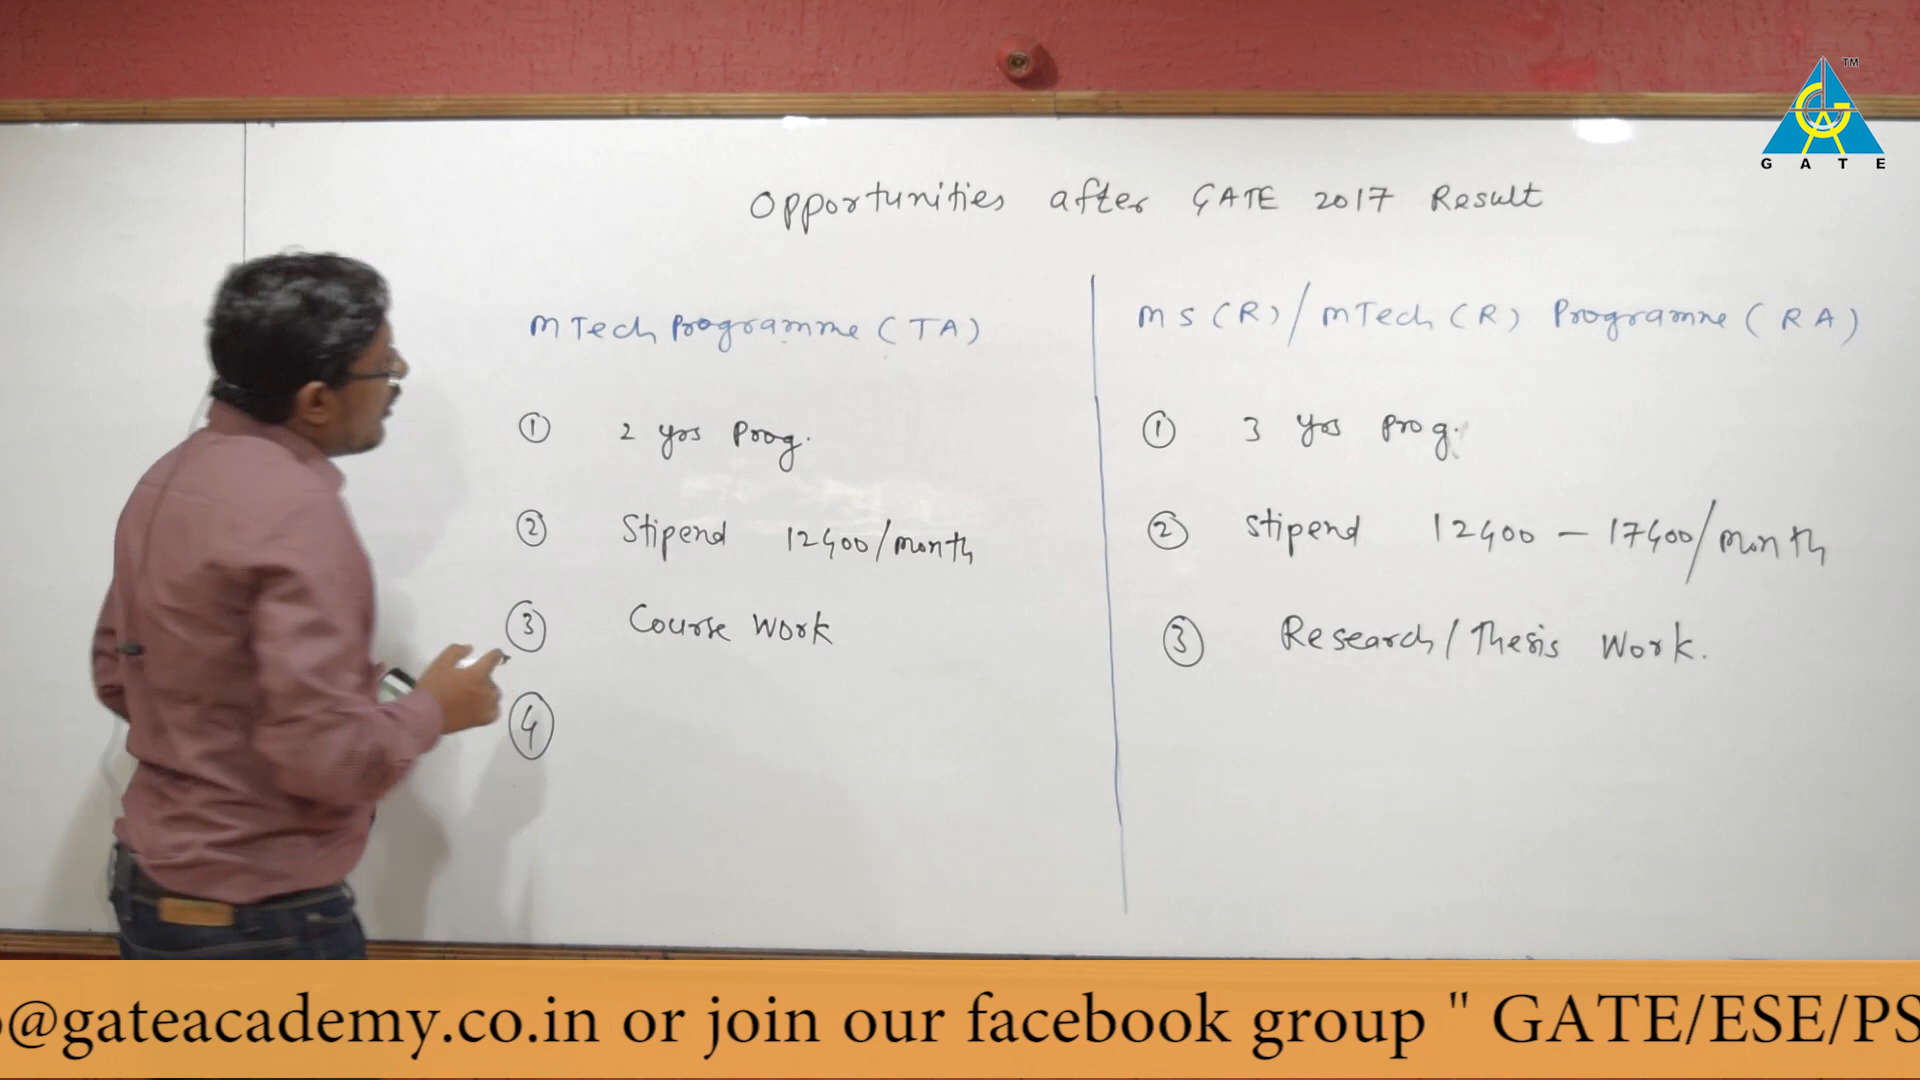 TM
GATE
Opportunities after GATE 2017 Result
MTech Programme (TA)
① 2 yrs Prog.
② Stipend 12400/month
③ Course Work
④
MS(R)/MTech(R) Programme (RA)
① 3 yrs prog.
② Stipend 12400 – 17400/month
③ Research/Thesis Work.
@gateacademy.co.in or join our facebook group " GATE/ESE/PS